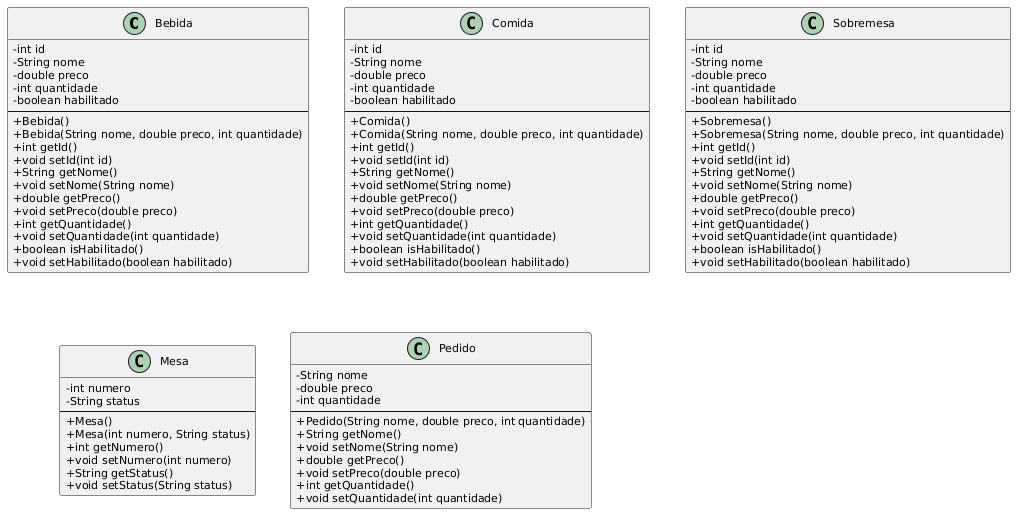 C Bebida
-int id
-String nome
-double preco
-int quantidade
-boolean habilitado
+Bebida()
+Bebida(String nome, double preco, int quantidade)
+int getId()
+void setId(int id)
+String getNome()
+void setNome(String nome)
+double getPreco()
+void setPreco(double preco)
+int getQuantidade()
+void setQuantidade(int quantidade)
+boolean isHabilitado()
+void setHabilitado(boolean habilitado)
C Comida
-int id
-String nome
-double preco
-int quantidade
-boolean habilitado
+Comida()
+Comida(String nome, double preco, int quantidade)
+int getId()
+void setId(int id)
+String getNome()
+void setNome(String nome)
+double getPreco()
+void setPreco(double preco)
+int getQuantidade()
+void setQuantidade(int quantidade)
+boolean isHabilitado()
+void setHabilitado(boolean habilitado)
C Sobremesa
-int id
-String nome
-double preco
-int quantidade
-boolean habilitado
+Sobremesa()
+Sobremesa(String nome, double preco, int quantidade)
+int getId()
+void setId(int id)
+String getNome()
+void setNome(String nome)
+double getPreco()
+void setPreco(double preco)
+int getQuantidade()
+void setQuantidade(int quantidade)
+boolean isHabilitado()
+void setHabilitado(boolean habilitado)
C Mesa
-int numero
-String status
+Mesa()
+Mesa(int numero, String status)
+int getNumero()
+void setNumero(int numero)
+String getStatus()
+void setStatus(String status)
C Pedido
-String nome
-double preco
-int quantidade
+Pedido(String nome, double preco, int quantidade)
+String getNome()
+void setNome(String nome)
+double getPreco()
+void setPreco(double preco)
+int getQuantidade()
+void setQuantidade(int quantidade)